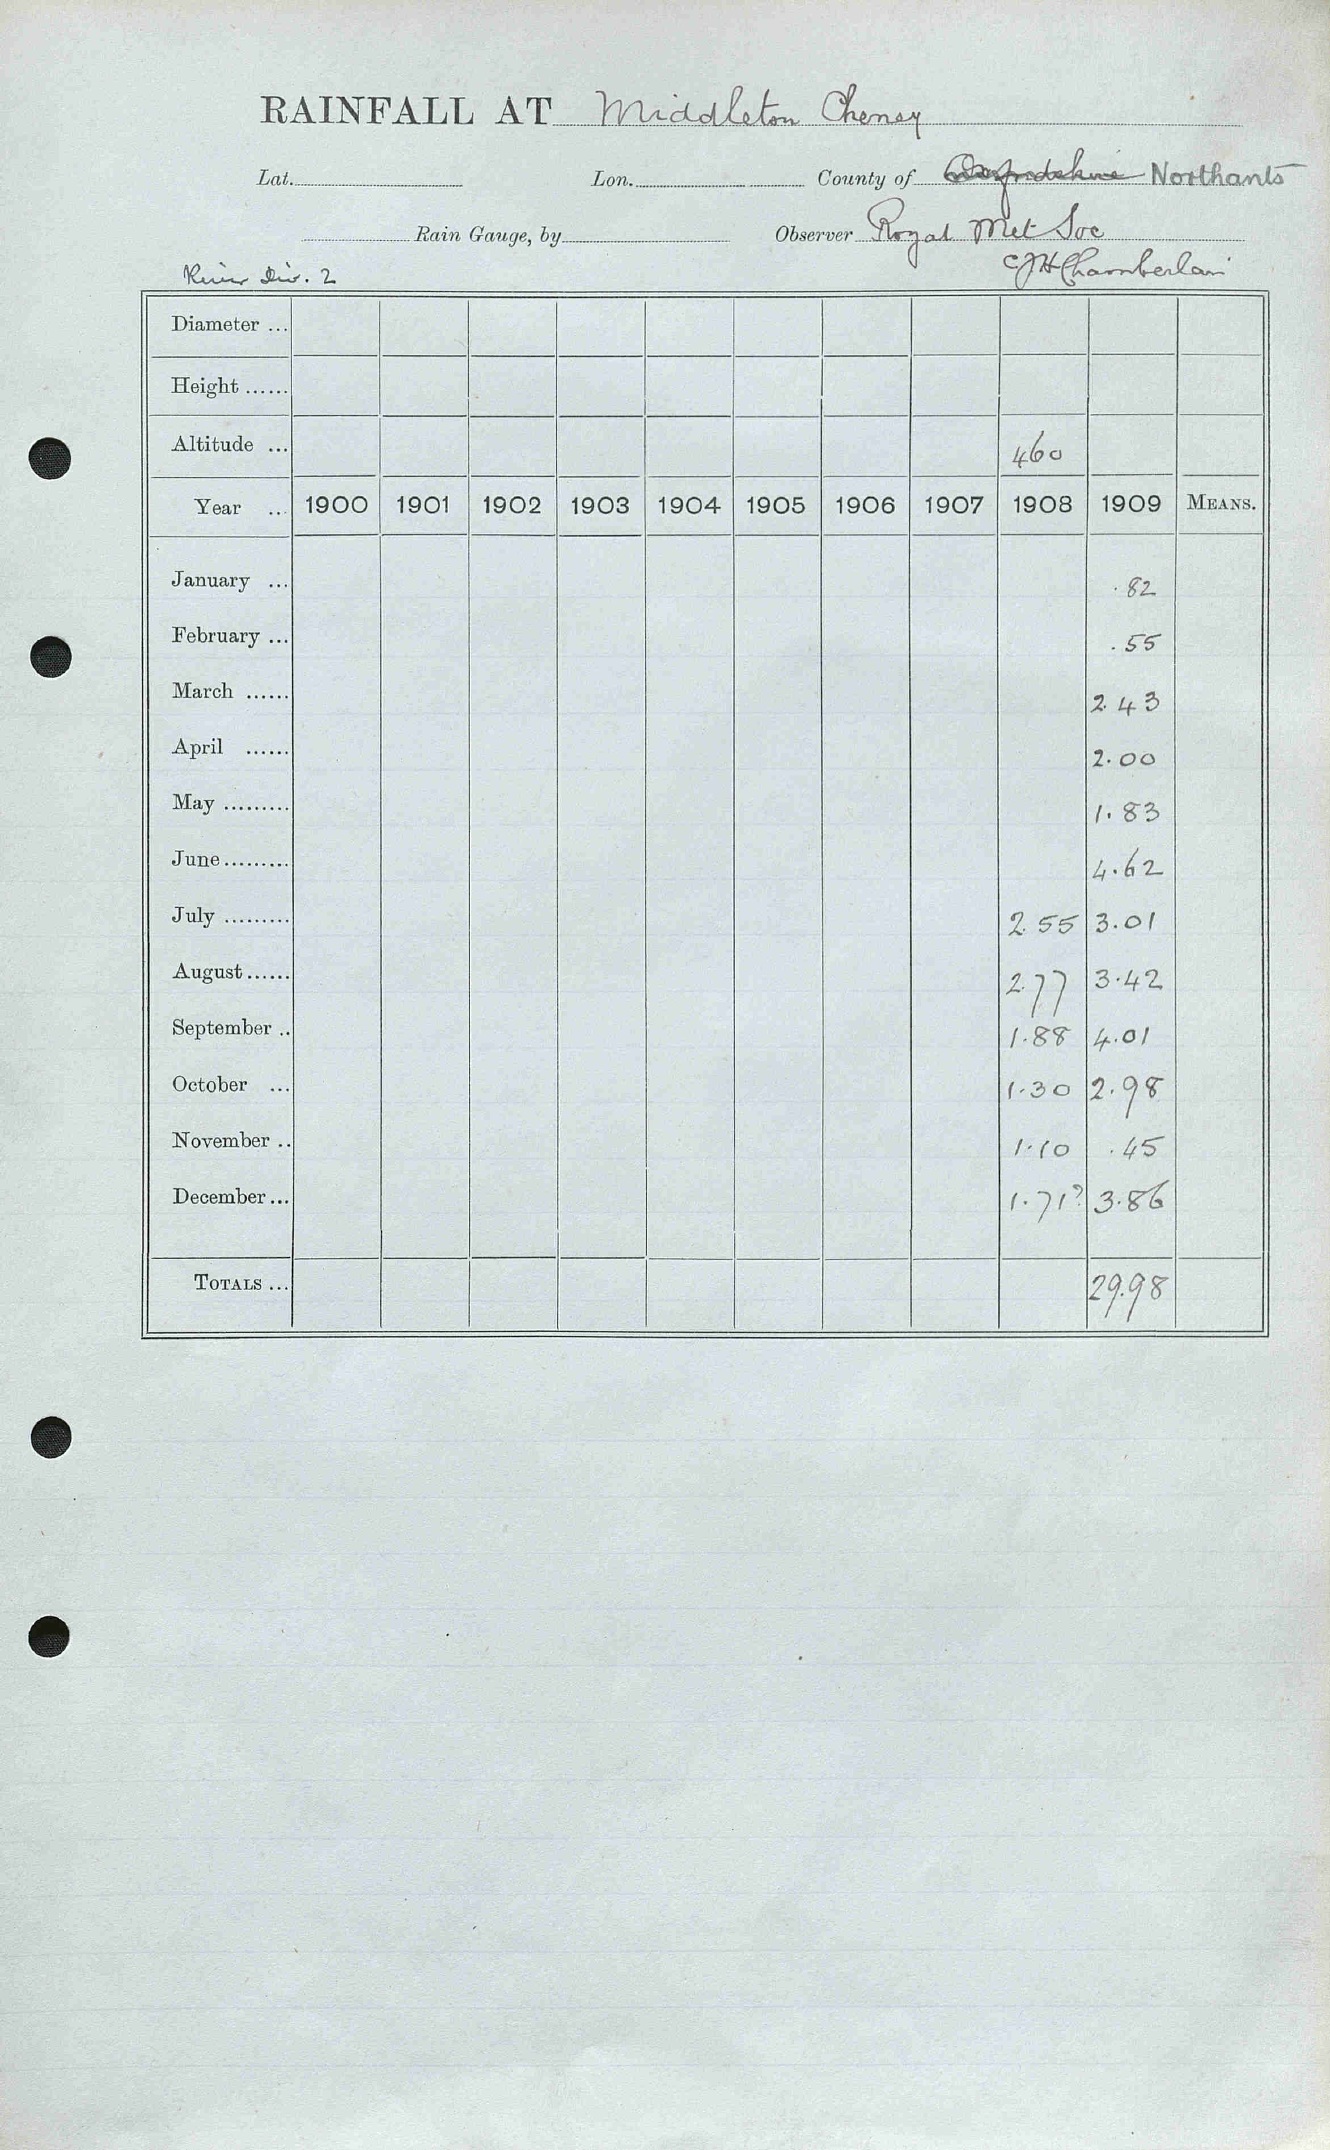 RAINFALL AT Middleton Cheney
Lat. Lon. County of Oxfordshire Northants
Rain Gauge, by Observer Royal Met Soc
River Div. 2 CJH Chamberlain
Diameter ...
Height ......
Altitude ... 460
Year ... 1900 1901 1902 1903 1904 1905 1906 1907 1908 1909 MEANS.
January ... .82
February ... .55
March ...... 2.43
April ...... 2.00
May ......... 1.83
June ......... 4.62
July ......... 2.55 3.01
August ...... 2.77 3.42
September .. 1.88 4.01
October ... 1.30 2.98
November .. 1.10 .45
December ... 1.71? 3.86
TOTALS ... 29.98